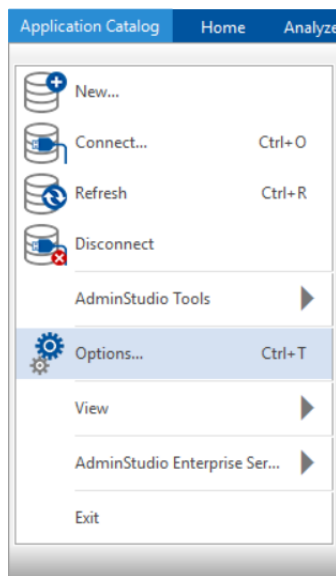 Application Catalog Home Analyze
New...
Connect... Ctrl+O
Refresh Ctrl+R
Disconnect
AdminStudio Tools
Options... Ctrl+T
View
AdminStudio Enterprise Ser...
Exit